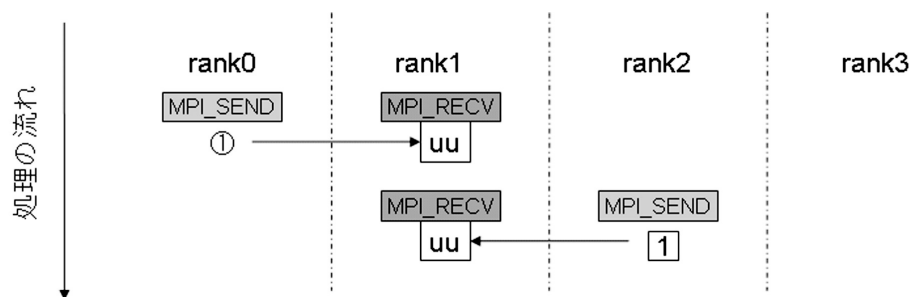 rank0 rank1 rank2 rank3
MPI_SEND MPI_RECV
① uu
MPI_RECV MPI_SEND
uu 1
処理の流れ